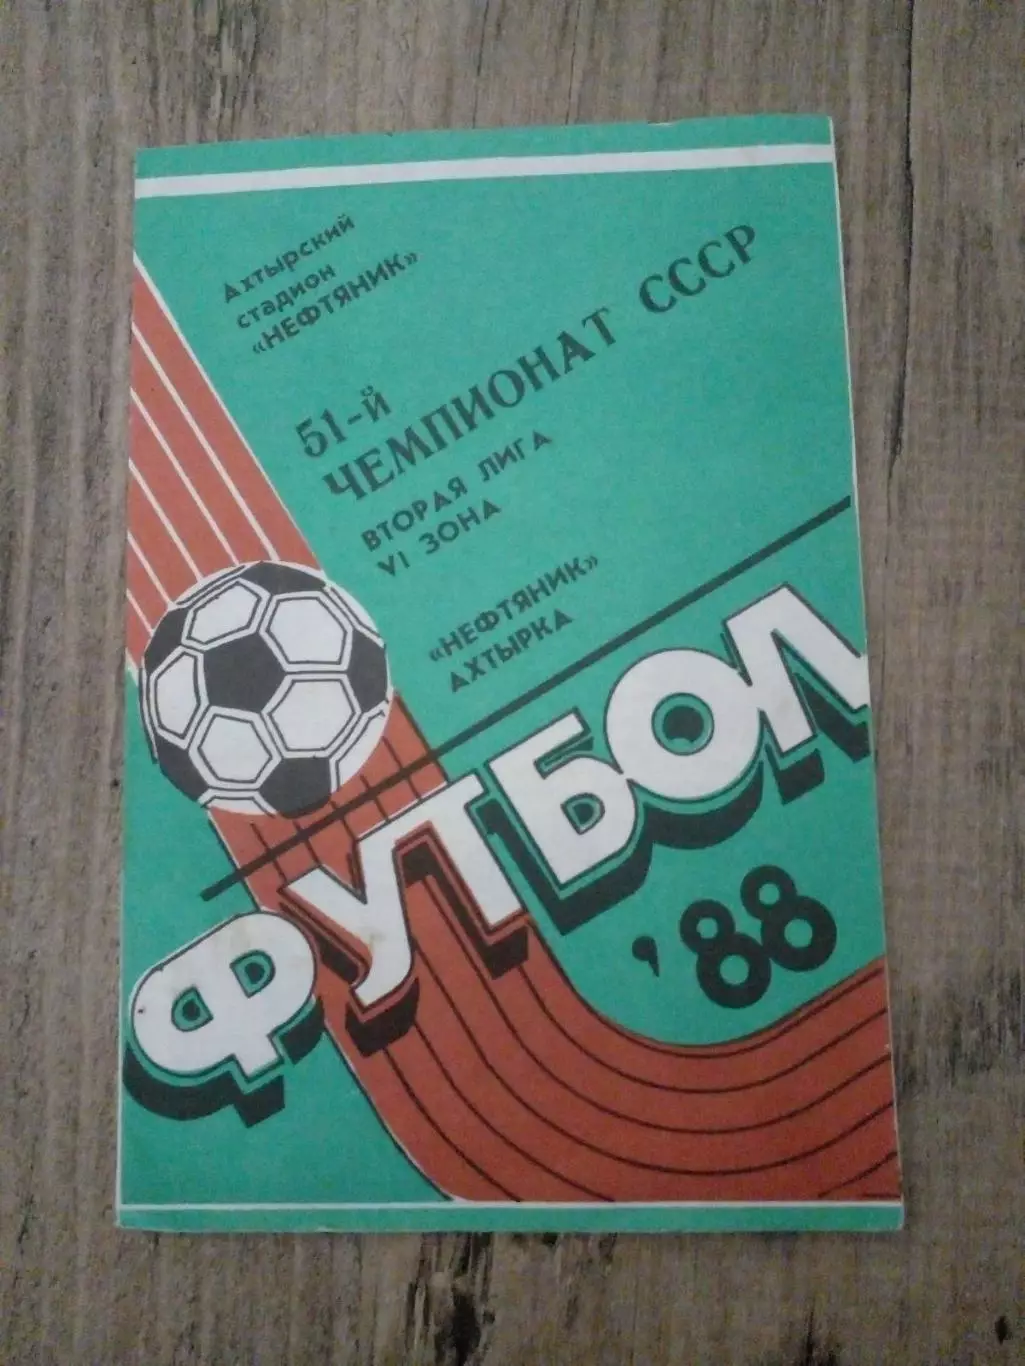 Ахтырский
стадион
«НЕФТЯНИК»
51-й
ЧЕМПИОНАТ СССР
ВТОРАЯ ЛИГА
VI ЗОНА
«НЕФТЯНИК»
АХТЫРКА
ФУТБОЛ
'88